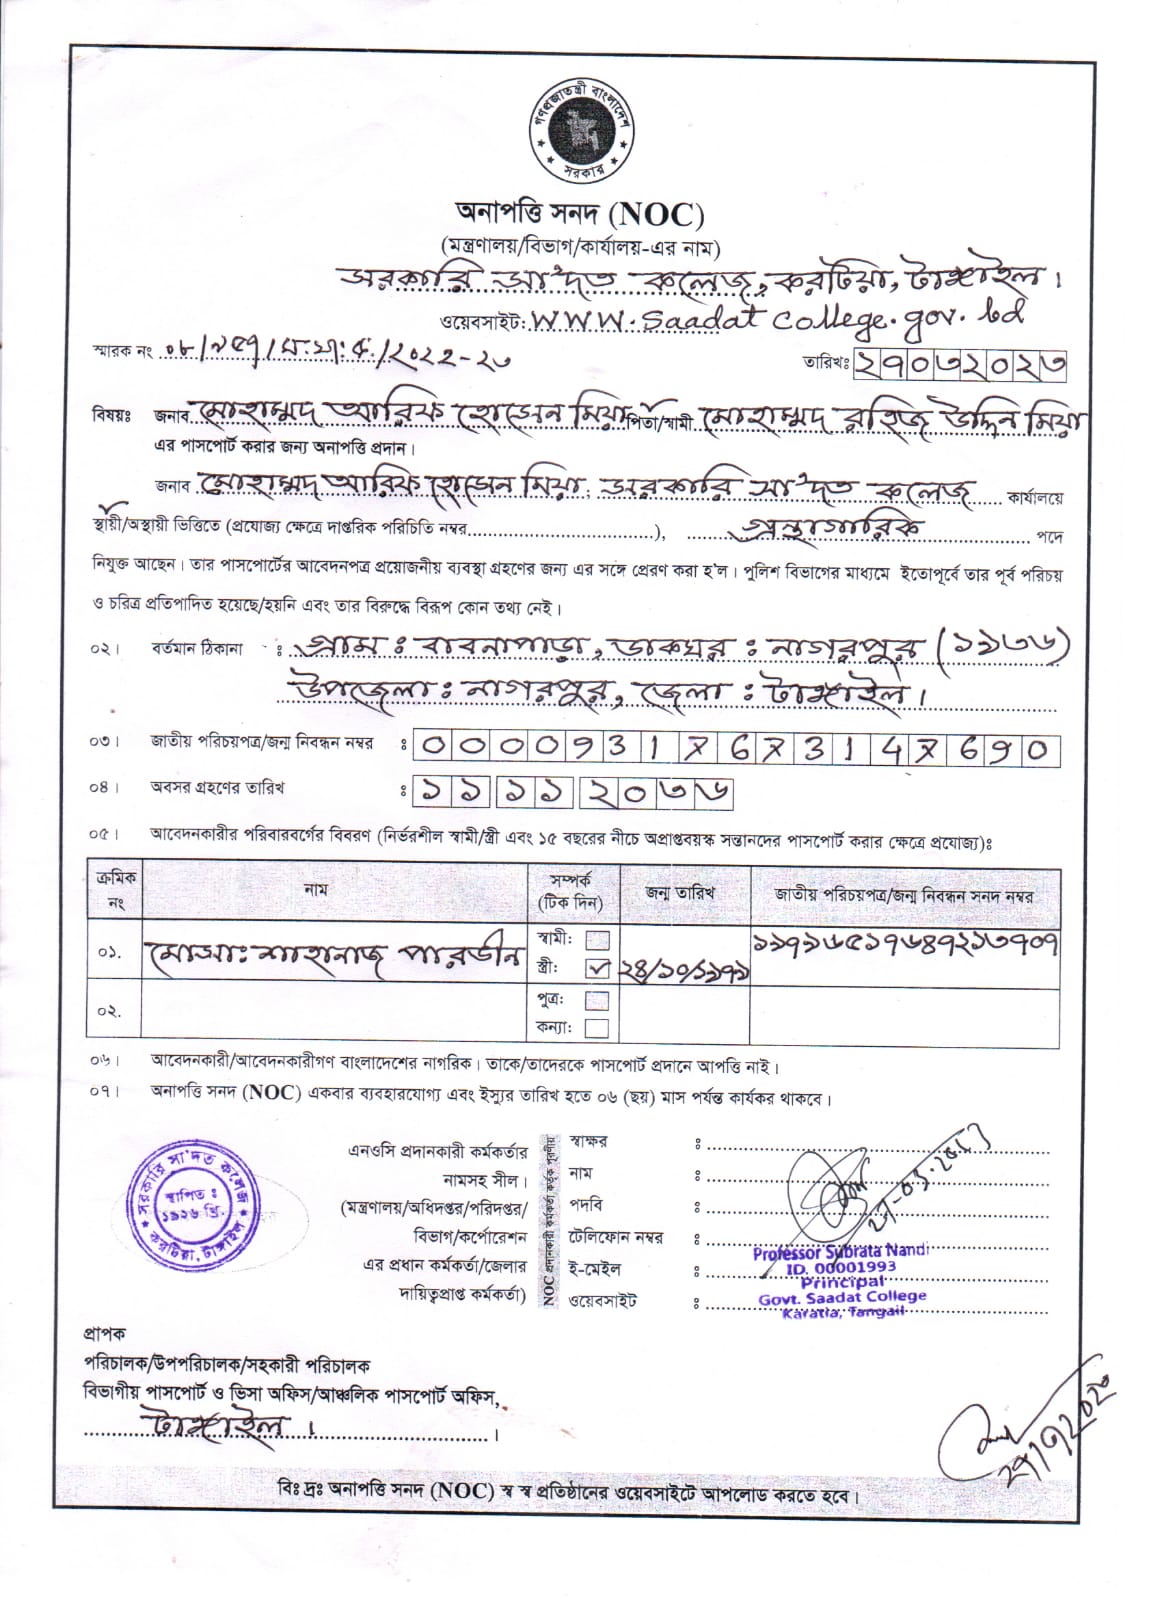 গণপ্রজাতন্ত্রী বাংলাদেশ
সরকার
অনাপত্তি সনদ (NOC)
(মন্ত্রণালয়/বিভাগ/কার্যালয়-এর নাম)
সরকারি সা'দত কলেজ, করটিয়া, টাঙ্গাইল।
ওয়েবসাইট: WWW.Saadat College.gov.bd
স্মারক নং ০৮/২৫৭/স.সা.ক./২০২২-২৩ তারিখঃ ২৭০৩২০২৩
বিষয়ঃ জনাব মোহাম্মদ আরিফ হোসেন মিয়া পিতা/স্বামী মোহাম্মদ রহিজ উদ্দিন মিয়া
এর পাসপোর্ট করার জন্য অনাপত্তি প্রদান।
জনাব মোহাম্মদ আরিফ হোসেন মিয়া, সরকারি সা'দত কলেজ কার্যালয়ে
স্থায়ী/অস্থায়ী ভিত্তিতে (প্রযোজ্য ক্ষেত্রে দাপ্তরিক পরিচিতি নম্বর..............................), গ্রন্থাগারিক পদে
নিযুক্ত আছেন। তার পাসপোর্টের আবেদনপত্র প্রয়োজনীয় ব্যবস্থা গ্রহণের জন্য এর সঙ্গে প্রেরণ করা হ'ল। পুলিশ বিভাগের মাধ্যমে ইতোপূর্বে তার পূর্ব পরিচয়
ও চরিত্র প্রতিপাদিত হয়েছে/হয়নি এবং তার বিরুদ্ধে বিরূপ কোন তথ্য নেই।
০২। বর্তমান ঠিকানা : গ্রাম : বাবনাপাড়া, ডাকঘর : নাগরপুর (১৯৩৬)
উপজেলা : নাগরপুর, জেলা : টাঙ্গাইল।
০৩। জাতীয় পরিচয়পত্র/জন্ম নিবন্ধন নম্বর ঃ 00009317673147690
০৪। অবসর গ্রহণের তারিখ ঃ ১১১১২০৩৬
০৫। আবেদনকারীর পরিবারবর্গের বিবরণ (নির্ভরশীল স্বামী/স্ত্রী এবং ১৫ বছরের নীচে অপ্রাপ্তবয়স্ক সন্তানদের পাসপোর্ট করার ক্ষেত্রে প্রযোজ্য)ঃ
ক্রমিক নং নাম সম্পর্ক (টিক দিন) জন্ম তারিখ জাতীয় পরিচয়পত্র/জন্ম নিবন্ধন সনদ নম্বর
০১. মোসাঃ শাহানাজ পারভীন স্বামী: স্ত্রী: ✓ ২৪/১০/১৯৭৯
০২. পুত্র: কন্যা:
০৬। আবেদনকারী/আবেদনকারীগণ বাংলাদেশের নাগরিক। তাকে/তাদেরকে পাসপোর্ট প্রদানে আপত্তি নাই।
০৭। অনাপত্তি সনদ (NOC) একবার ব্যবহারযোগ্য এবং ইস্যুর তারিখ হতে ০৬ (ছয়) মাস পর্যন্ত কার্যকর থাকবে।
সরকারি সা'দত কলেজ
স্থাপিত :
১৯২৬ খ্রি.
করটিয়া, টাঙ্গাইল
এনওসি প্রদানকারী কর্মকর্তার
নামসহ সীল।
(মন্ত্রণালয়/অধিদপ্তর/পরিদপ্তর/
বিভাগ/কর্পোরেশন
এর প্রধান কর্মকর্তা/জেলার
দায়িত্বপ্রাপ্ত কর্মকর্তা)
NOC প্রদানকারী কর্মকর্তা কর্তৃক পূরণীয়
স্বাক্ষর ঃ
নাম ঃ
পদবি ঃ
টেলিফোন নম্বর ঃ
ই-মেইল ঃ
ওয়েবসাইট ঃ
Professor Subrata Nandi
ID. 00001993
Principal
Govt. Saadat College
Karatia, Tangail
প্রাপক
পরিচালক/উপপরিচালক/সহকারী পরিচালক
বিভাগীয় পাসপোর্ট ও ভিসা অফিস/আঞ্চলিক পাসপোর্ট অফিস,
টাঙ্গাইল।
বিঃ দ্রঃ অনাপত্তি সনদ (NOC) স্ব স্ব প্রতিষ্ঠানের ওয়েবসাইটে আপলোড করতে হবে।